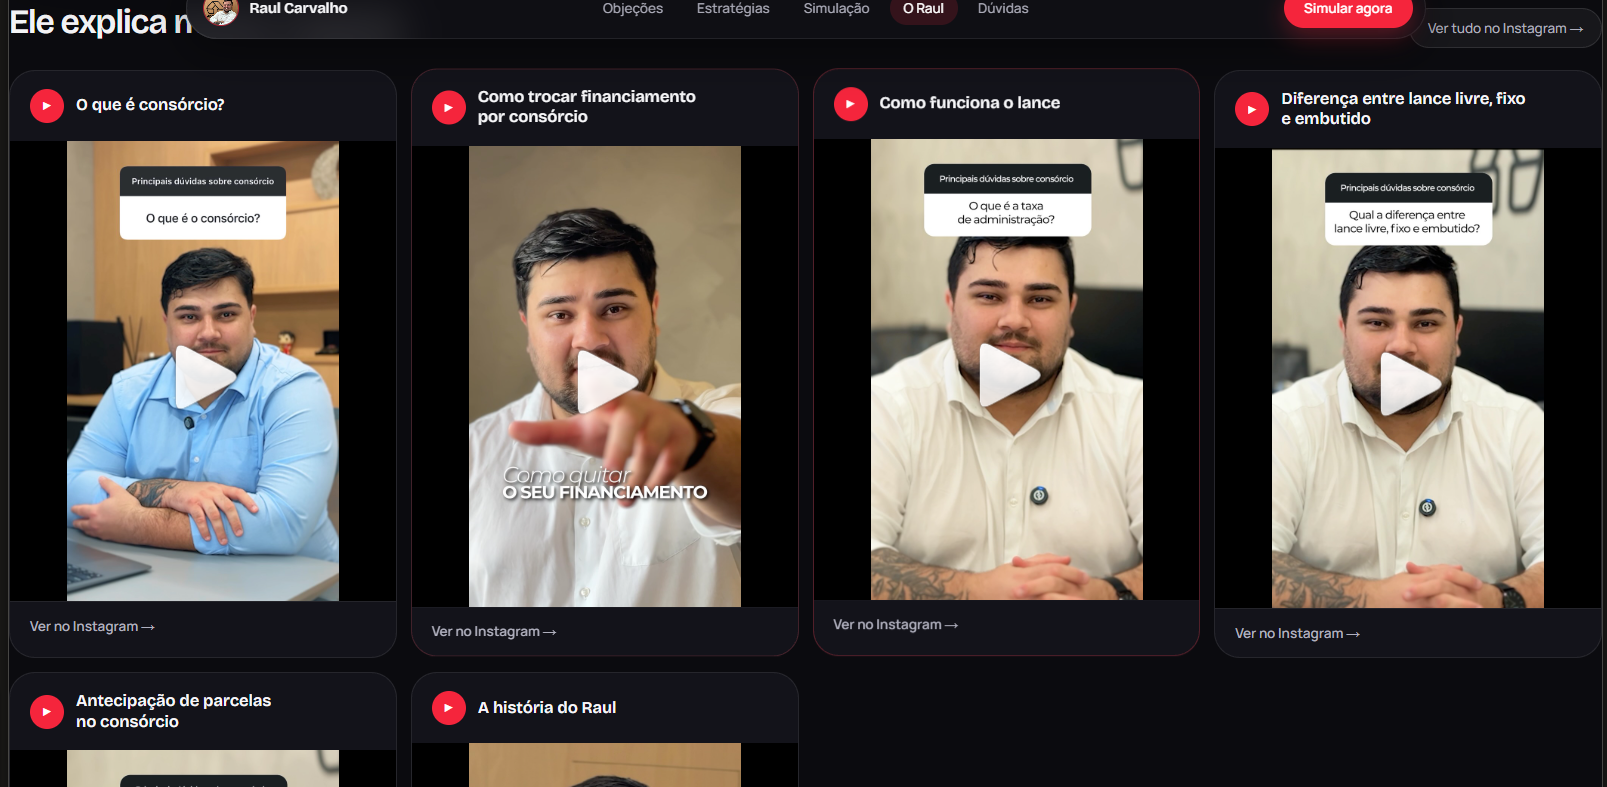 Ele explica n
Raul Carvalho
Objeções
Estratégias
Simulação
O Raul
Dúvidas
Simular agora
Ver tudo no Instagram →
O que é consórcio?
Principais dúvidas sobre consórcio
O que é o consórcio?
Ver no Instagram →
Como trocar financiamento
por consórcio
Como quitar
O SEU FINANCIAMENTO
Ver no Instagram →
Como funciona o lance
Principais dúvidas sobre consórcio
O que é a taxa
de administração?
Ver no Instagram →
Diferença entre lance livre, fixo
e embutido
Principais dúvidas sobre consórcio
Qual a diferença entre
lance livre, fixo e embutido?
Ver no Instagram →
Antecipação de parcelas
no consórcio
A história do Raul